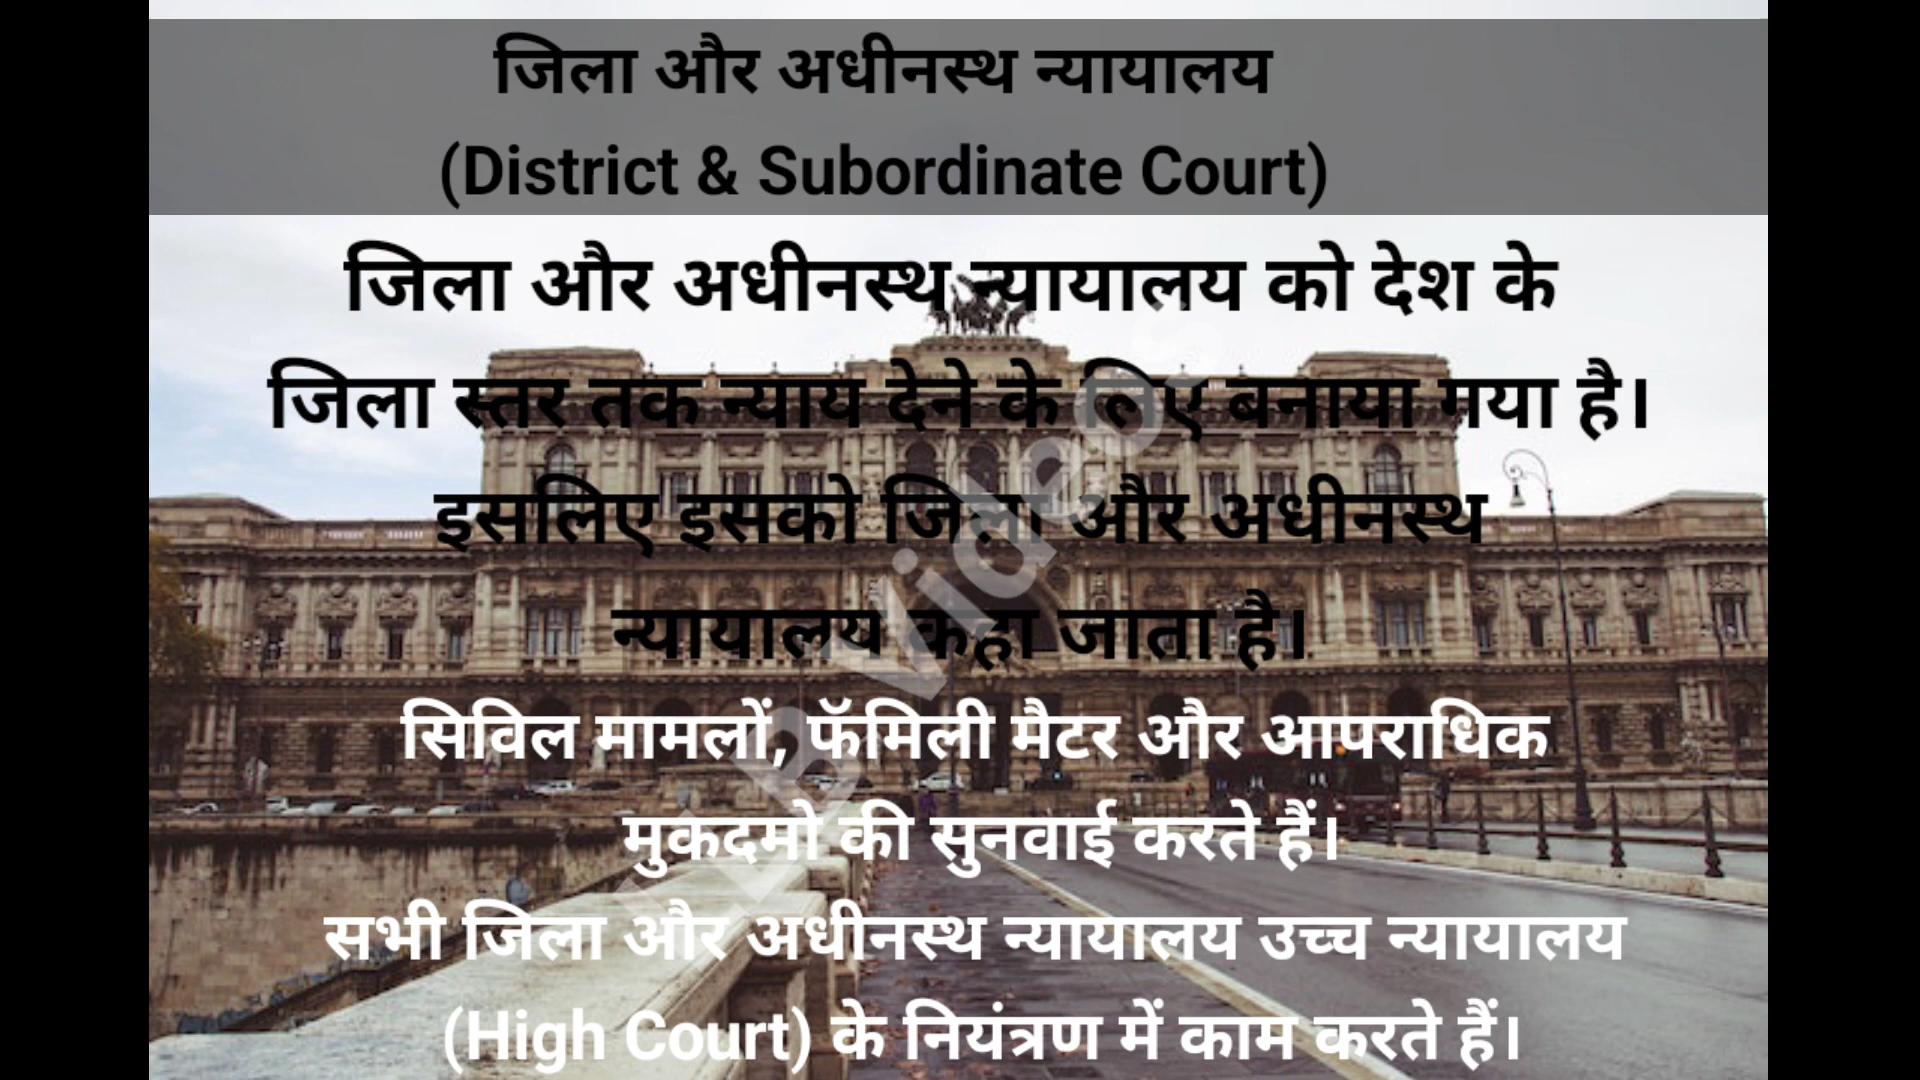 जिला और अधीनस्थ न्यायालय
(District & Subordinate Court)
जिला और अधीनस्थ न्यायालय को देश के
जिला स्तर तक न्याय देने के लिए बनाया गया है।
इसलिए इसको जिला और अधीनस्थ
न्यायालय कहा जाता है।
सिविल मामलों, फॅमिली मैटर और आपराधिक
मुकदमो की सुनवाई करते हैं।
सभी जिला और अधीनस्थ न्यायालय उच्च न्यायालय
(High Court) के नियंत्रण में काम करते हैं।
Videos